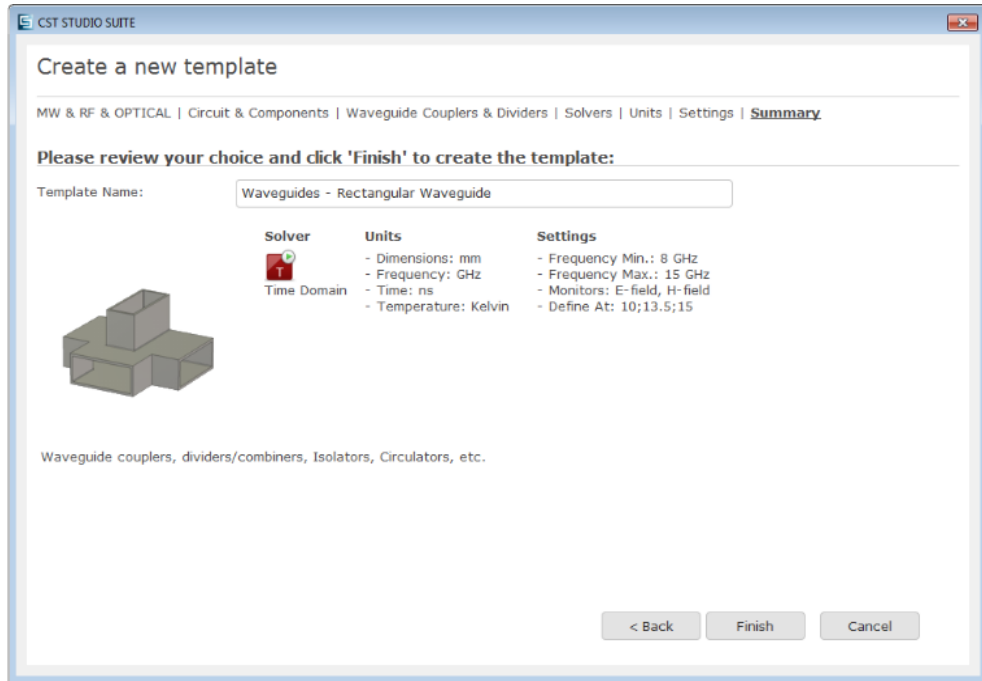 CST STUDIO SUITE
Create a new template
MW & RF & OPTICAL | Circuit & Components | Waveguide Couplers & Dividers | Solvers | Units | Settings | Summary
Please review your choice and click 'Finish' to create the template:
Template Name: Waveguides - Rectangular Waveguide
Solver Units Settings
- Dimensions: mm - Frequency Min.: 8 GHz
T - Frequency: GHz - Frequency Max.: 15 GHz
Time Domain - Time: ns - Monitors: E-field, H-field
- Temperature: Kelvin - Define At: 10;13.5;15
Waveguide couplers, dividers/combiners, Isolators, Circulators, etc.
< Back Finish Cancel